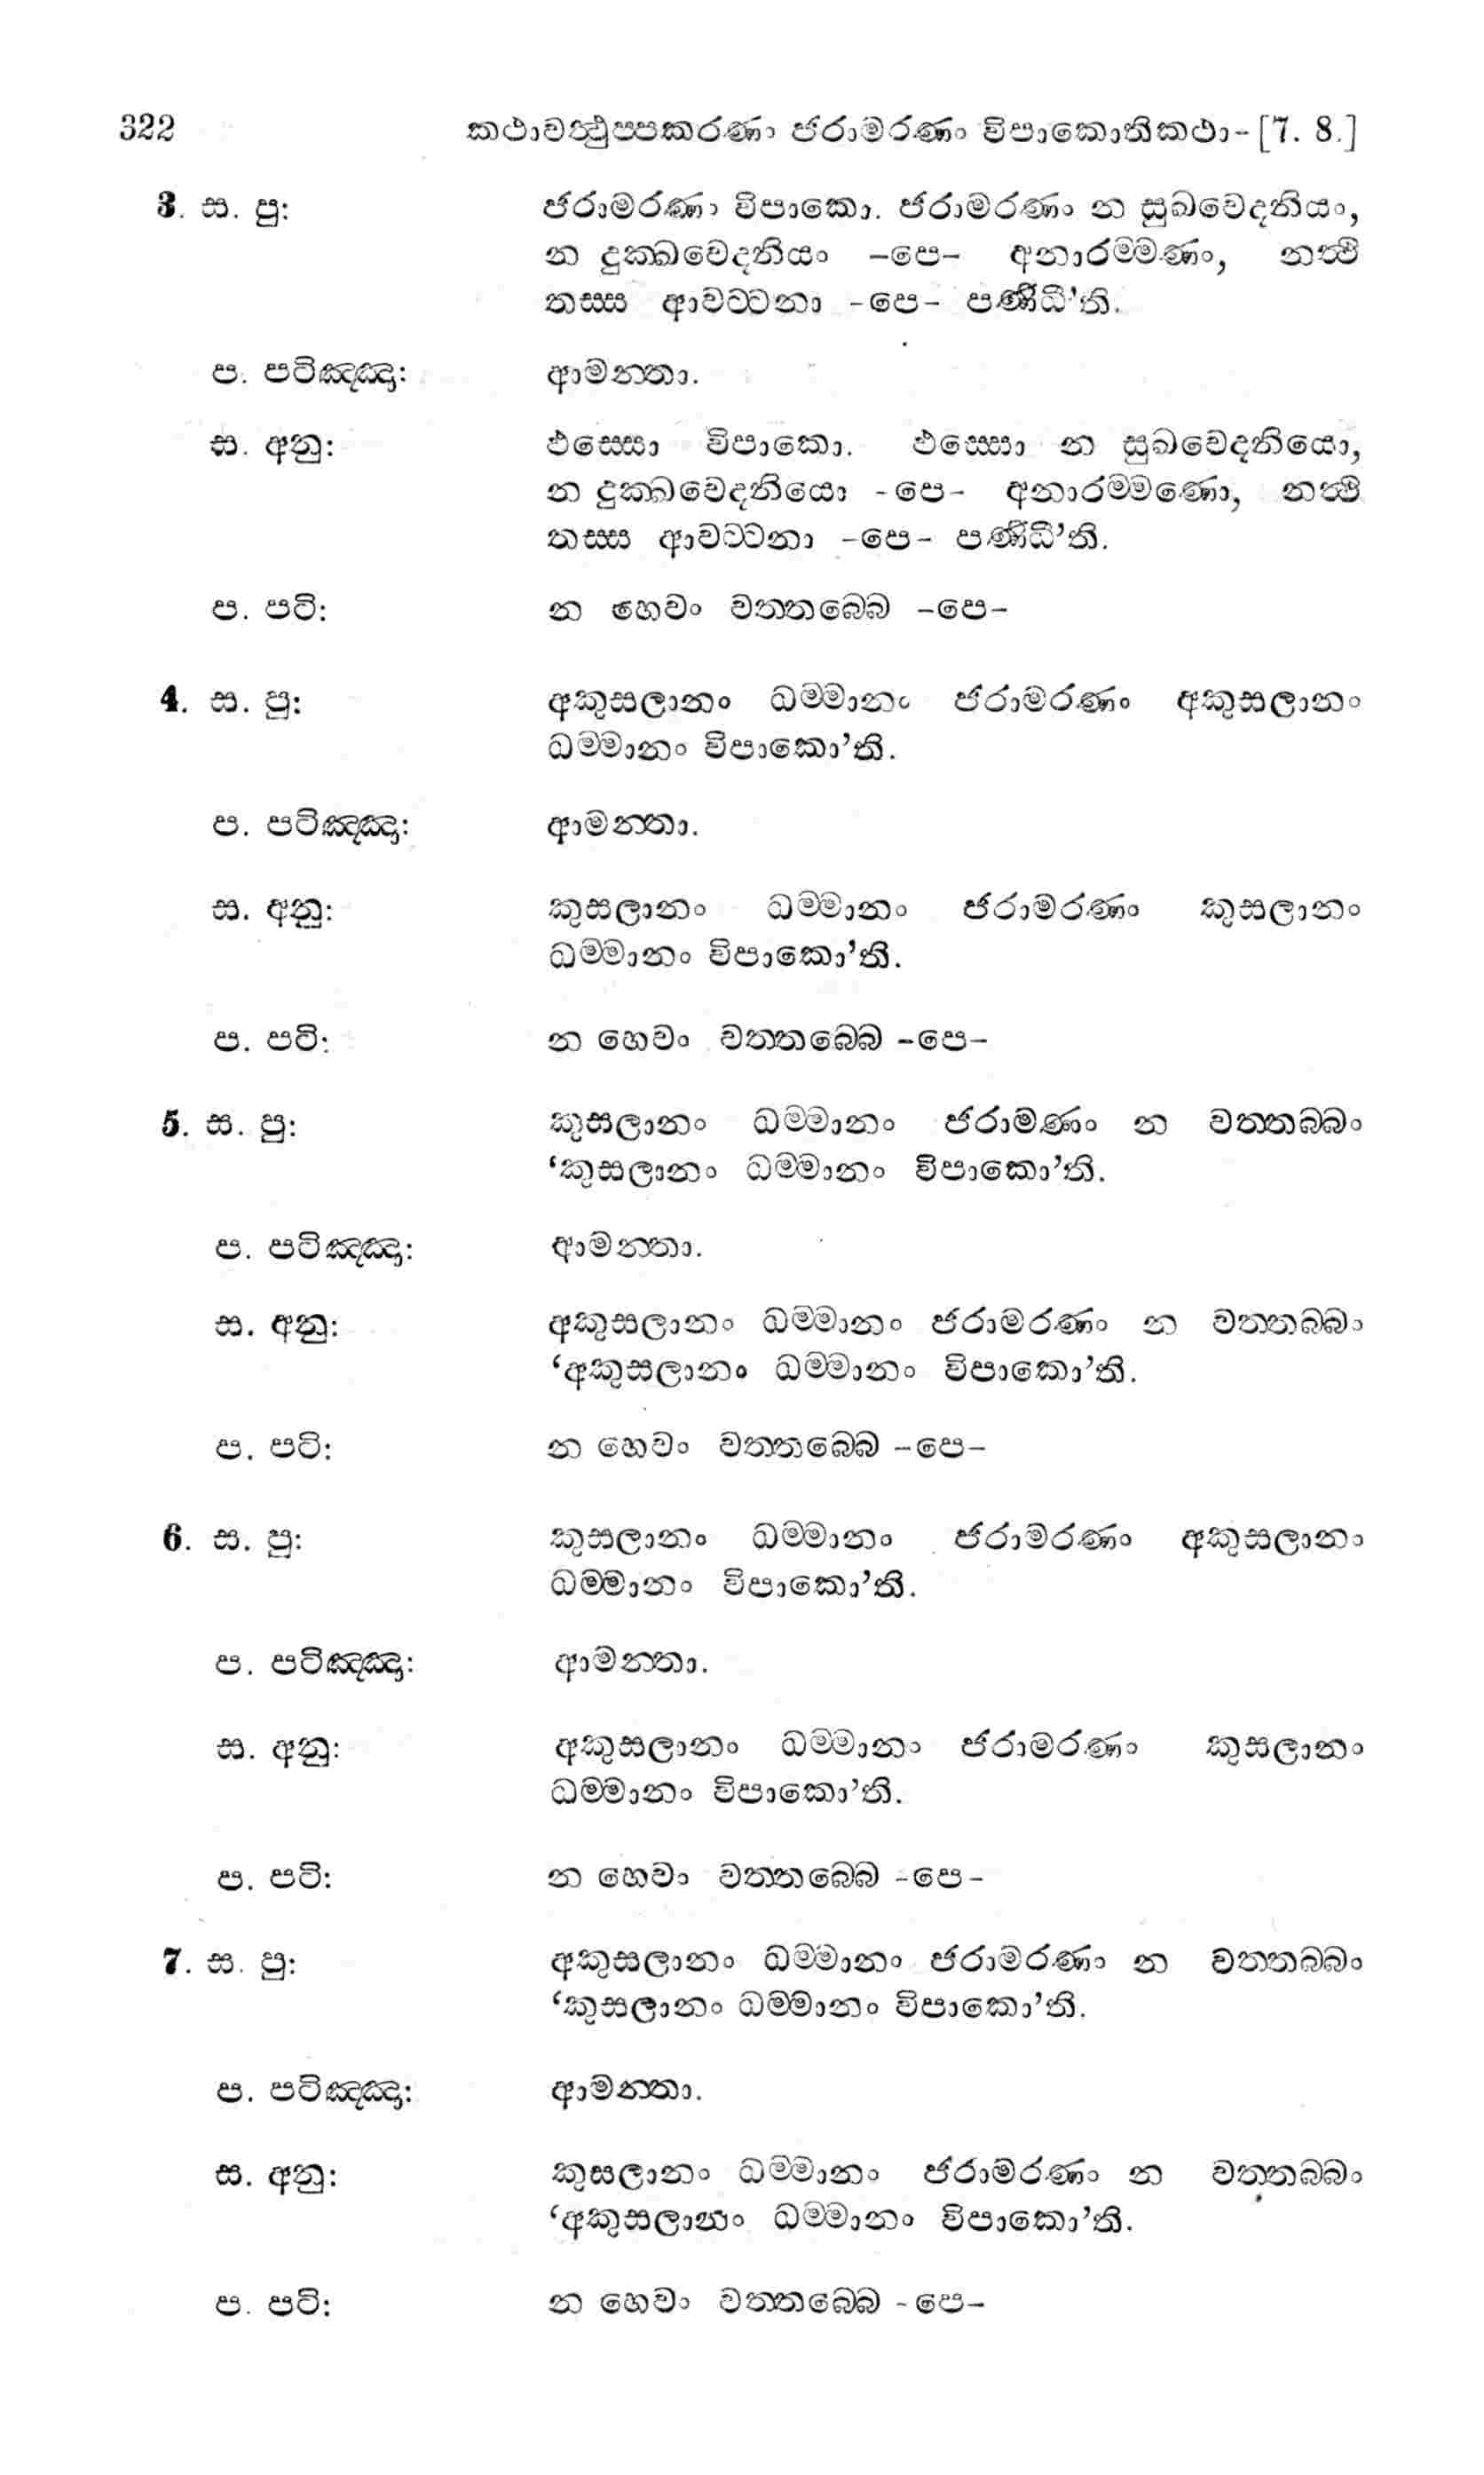 322 කථාවත්ථුප්පකරණං ජරාමරණං විපාකොතිකථා-[7. 8.]
3. ස. පු: ජරාමරණං විපාකො. ජරාමරණං න සුඛවෙදනියං,
න දුක්ඛවෙදනියං -පෙ- අනාරම්මණං, නත්ථි
තස්ස ආවට්ටනා -පෙ- පණිධී'ති.
ප. පටිඤ්ඤා: ආමන්තා.
ස. අනු: ඵස්සො විපාකො. ඵස්සො න සුඛවෙදනියො,
න දුක්ඛවෙදනියො -පෙ- අනාරම්මණො, නත්ථි
තස්ස ආවට්ටනා -පෙ- පණිධී'ති.
ප. පටි: න හෙවං වත්තබ්බෙ -පෙ-
4. ස. පු: අකුසලානං ධම්මානං ජරාමරණං අකුසලානං
ධම්මානං විපාකො'ති.
ප. පටිඤ්ඤා: ආමන්තා.
ස. අනු: කුසලානං ධම්මානං ජරාමරණං කුසලානං
ධම්මානං විපාකො'ති.
ප. පටි: න හෙවං වත්තබ්බෙ -පෙ-
5. ස. පු: කුසලානං ධම්මානං ජරාමණං න වත්තබ්බං
‘කුසලානං ධම්මානං විපාකො’ති.
ප. පටිඤ්ඤා: ආමන්තා.
ස. අනු: අකුසලානං ධම්මානං ජරාමරණං න වත්තබ්බං
‘අකුසලානං ධම්මානං විපාකො’ති.
ප. පටි: න හෙවං වත්තබ්බෙ -පෙ-
6. ස. පු: කුසලානං ධම්මානං ජරාමරණං අකුසලානං
ධම්මානං විපාකො'ති.
ප. පටිඤ්ඤා: ආමන්තා.
ස. අනු: අකුසලානං ධම්මානං ජරාමරණං කුසලානං
ධම්මානං විපාකො'ති.
ප. පටි: න හෙවං වත්තබ්බෙ -පෙ-
7. ස. පු: අකුසලානං ධම්මානං ජරාමරණං න වත්තබ්බං
‘කුසලානං ධම්මානං විපාකො’ති.
ප. පටිඤ්ඤා: ආමන්තා.
ස. අනු: කුසලානං ධම්මානං ජරාමරණං න වත්තබ්බං
‘අකුසලානං ධම්මානං විපාකො’ති.
ප. පටි: න හෙවං වත්තබ්බෙ -පෙ-